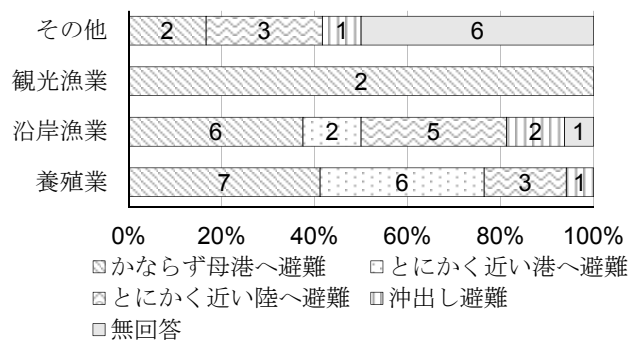 その他 2 3 1 6
観光漁業 2
沿岸漁業 6 2 5 2 1
養殖業 7 6 3 1
0% 20% 40% 60% 80% 100%
かならず母港へ避難 とにかく近い港へ避難
とにかく近い陸へ避難 沖出し避難
無回答